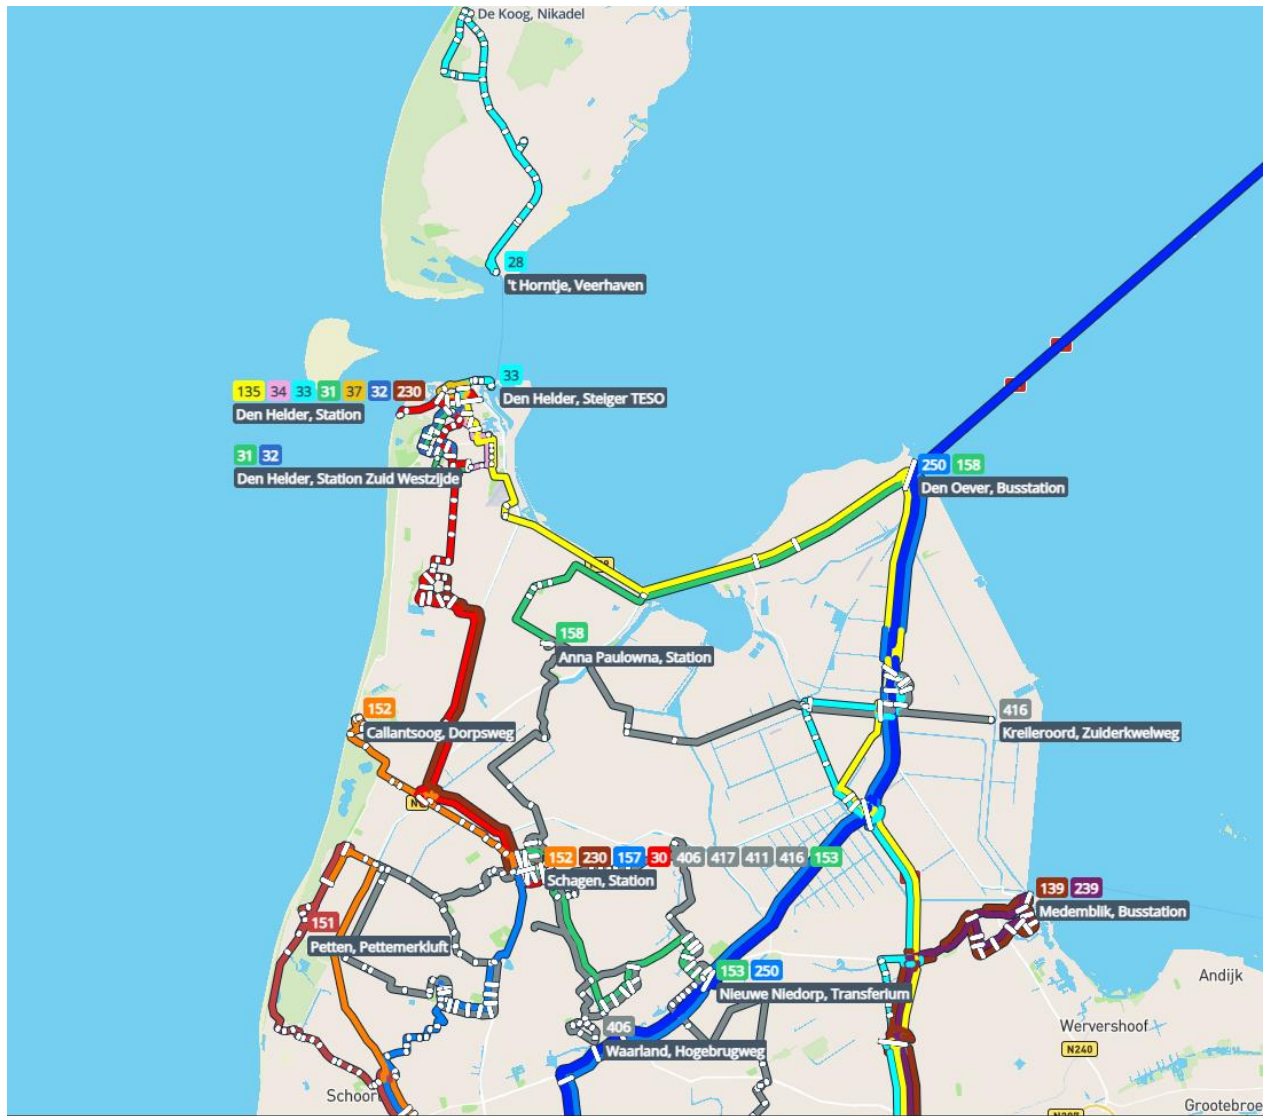 De Koog, Nikadel
28
't Horntje, Veerhaven
33
Den Helder, Steiger TESO
135 34 33 31 37 32 230
Den Helder, Station
31 32
Den Helder, Station Zuid Westzijde
250 158
Den Oever, Busstation
158
Anna Paulowna, Station
152
Callantsoog, Dorpsweg
416
Kreileroord, Zuiderkwelweg
152 230 157 30 406 417 411 416 153
Schagen, Station
139 239
Medemblik, Busstation
151
Petten, Pettemerkluft
153 250
Nieuwe Niedorp, Transferium
Andijk
406
Waarland, Hogebrugweg
Wervershoof
N240
Schoorl
Grootebroe
N307